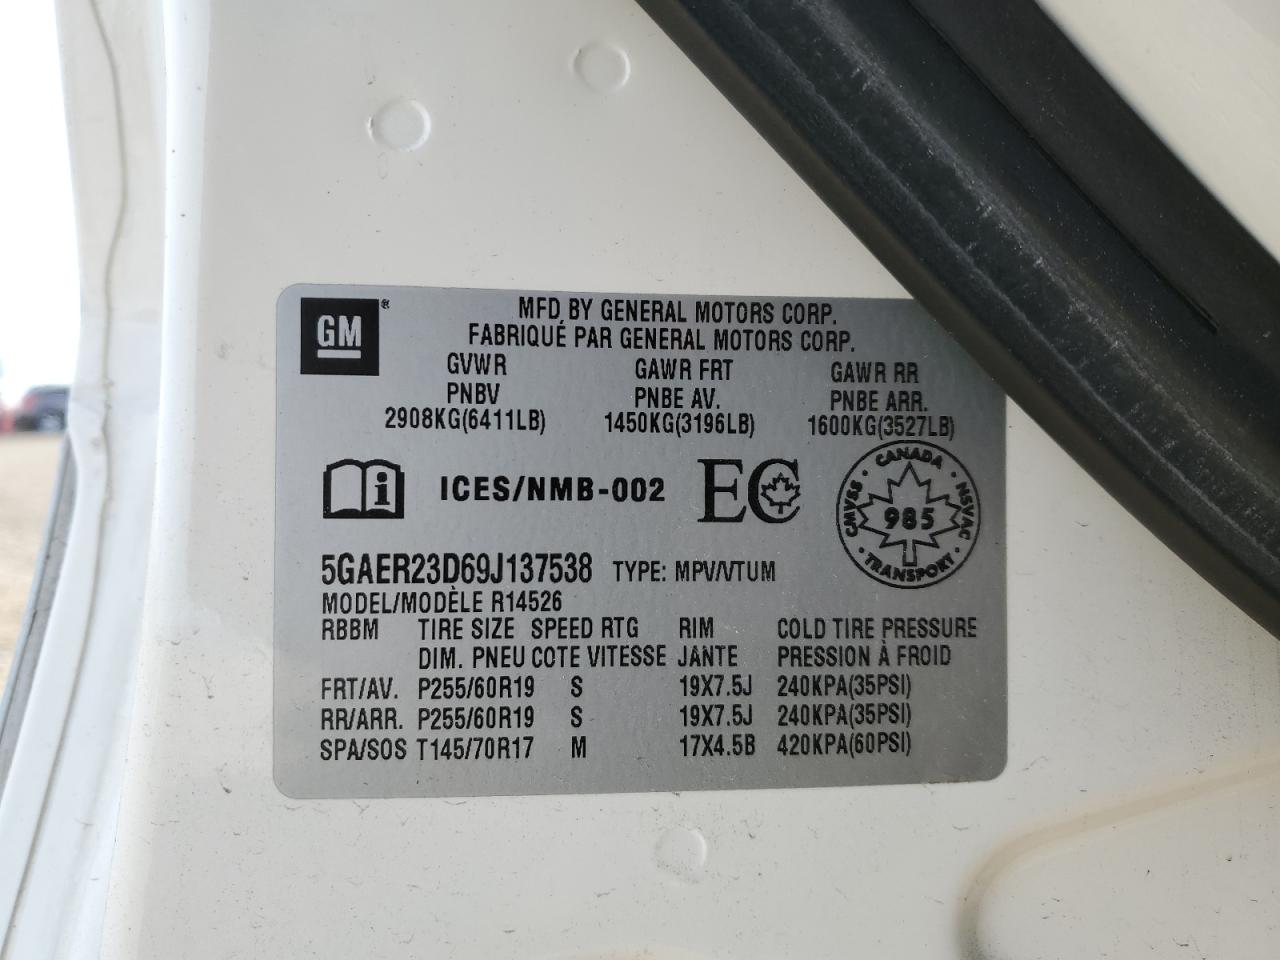 GM ®
MFD BY GENERAL MOTORS CORP.
FABRIQUÉ PAR GENERAL MOTORS CORP.
GVWR GAWR FRT GAWR RR
PNBV PNBE AV. PNBE ARR.
2908KG(6411LB) 1450KG(3196LB) 1600KG(3527LB)
i ICES/NMB-002 EC
CANADA
CMVSS 985 NSVAC
TRANSPORT
5GAER23D69J137538 TYPE: MPV/VTUM
MODEL/MODÈLE R14526
RBBM TIRE SIZE SPEED RTG RIM COLD TIRE PRESSURE
DIM. PNEU COTE VITESSE JANTE PRESSION À FROID
FRT/AV. P255/60R19 S 19X7.5J 240KPA(35PSI)
RR/ARR. P255/60R19 S 19X7.5J 240KPA(35PSI)
SPA/SOS T145/70R17 M 17X4.5B 420KPA(60PSI)